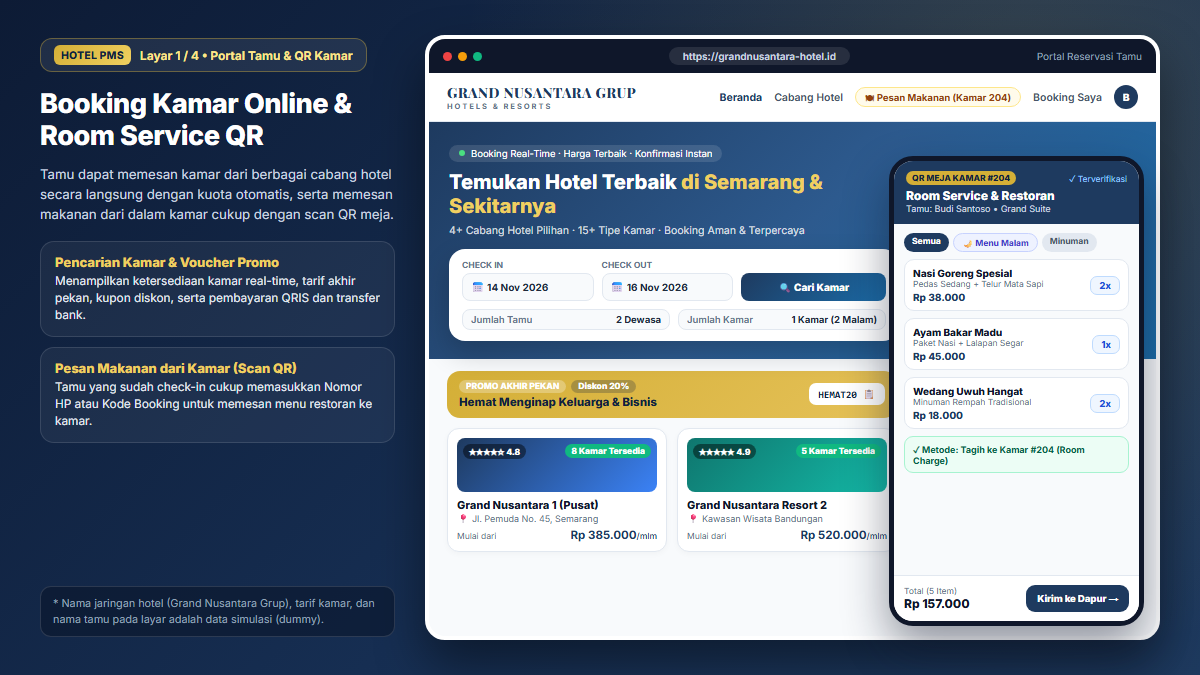 HOTEL PMS Layar 1 / 4 • Portal Tamu & QR Kamar
Booking Kamar Online &
Room Service QR
Tamu dapat memesan kamar dari berbagai cabang hotel
secara langsung dengan kuota otomatis, serta memesan
makanan dari dalam kamar cukup dengan scan QR meja.
Pencarian Kamar & Voucher Promo
Menampilkan ketersediaan kamar real-time, tarif akhir
pekan, kupon diskon, serta pembayaran QRIS dan transfer
bank.
Pesan Makanan dari Kamar (Scan QR)
Tamu yang sudah check-in cukup memasukkan Nomor
HP atau Kode Booking untuk memesan menu restoran ke
kamar.
* Nama jaringan hotel (Grand Nusantara Grup), tarif kamar, dan
nama tamu pada layar adalah data simulasi (dummy).
https://grandnusantara-hotel.id
Portal Reservasi Tamu
GRAND NUSANTARA GRUP
HOTELS & RESORTS
Beranda Cabang Hotel 🍽 Pesan Makanan (Kamar 204) Booking Saya B
Booking Real-Time · Harga Terbaik · Konfirmasi Instan
Temukan Hotel Terbaik di Semarang &
Sekitarnya
4+ Cabang Hotel Pilihan · 15+ Tipe Kamar · Booking Aman & Terpercaya
CHECK IN CHECK OUT
📅 14 Nov 2026 📅 16 Nov 2026 🔍 Cari Kamar
Jumlah Tamu 2 Dewasa Jumlah Kamar 1 Kamar (2 Malam)
PROMO AKHIR PEKAN Diskon 20%
Hemat Menginap Keluarga & Bisnis
HEMAT20 📋
★★★★★ 4.8 8 Kamar Tersedia
Grand Nusantara 1 (Pusat)
📍 Jl. Pemuda No. 45, Semarang
Mulai dari Rp 385.000/mlm
★★★★★ 4.9 5 Kamar Tersedia
Grand Nusantara Resort 2
📍 Kawasan Wisata Bandungan
Mulai dari Rp 520.000/mlm
QR MEJA KAMAR #204 ✓ Terverifikasi
Room Service & Restoran
Tamu: Budi Santoso • Grand Suite
Semua 🌙 Menu Malam Minuman
Nasi Goreng Spesial
Pedas Sedang + Telur Mata Sapi
Rp 38.000
2x
Ayam Bakar Madu
Paket Nasi + Lalapan Segar
Rp 45.000
1x
Wedang Uwuh Hangat
Minuman Rempah Tradisional
Rp 18.000
2x
✓ Metode: Tagih ke Kamar #204 (Room
Charge)
Total (5 Item)
Rp 157.000
Kirim ke Dapur →